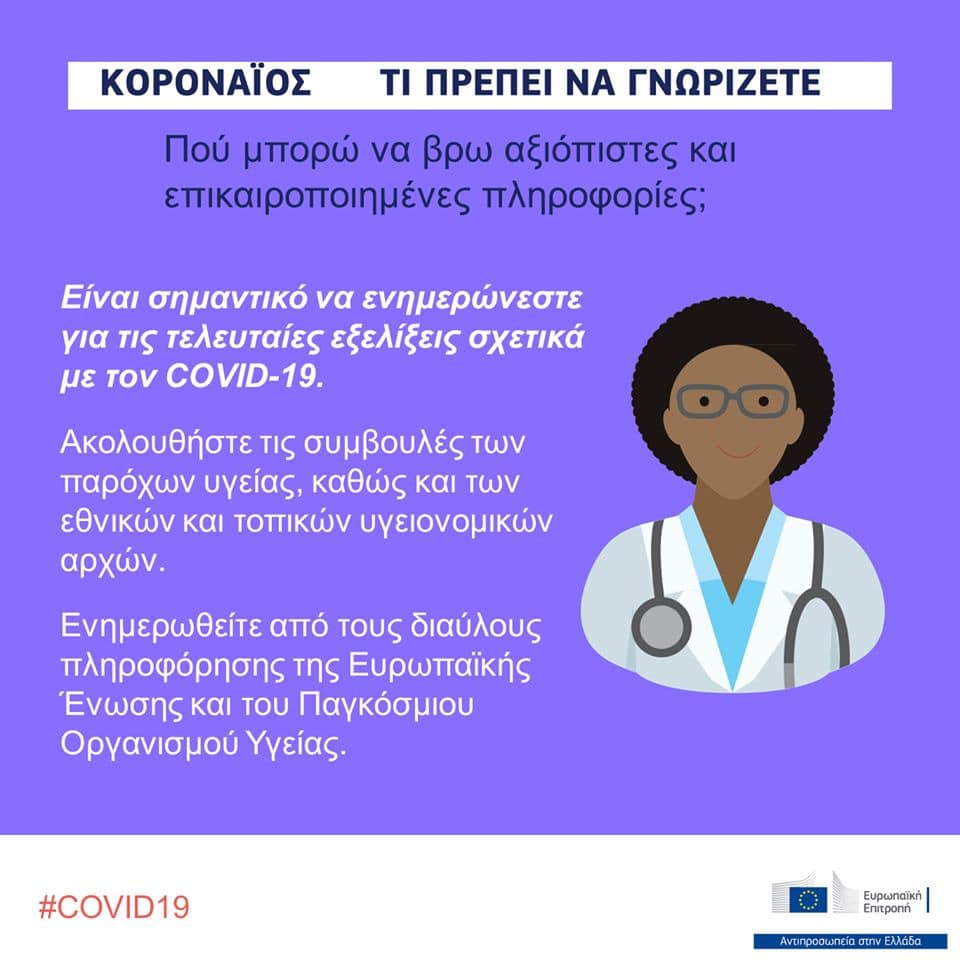 ΚΟΡΟΝΑΪΟΣ ΤΙ ΠΡΕΠΕΙ ΝΑ ΓΝΩΡΙΖΕΤΕ
Πού μπορώ να βρω αξιόπιστες και
επικαιροποιημένες πληροφορίες;
Είναι σημαντικό να ενημερώνεστε
για τις τελευταίες εξελίξεις σχετικά
με τον COVID-19.
Ακολουθήστε τις συμβουλές των
παρόχων υγείας, καθώς και των
εθνικών και τοπικών υγειονομικών
αρχών.
Ενημερωθείτε από τους διαύλους
πληροφόρησης της Ευρωπαϊκής
Ένωσης και του Παγκόσμιου
Οργανισμού Υγείας.
#COVID19
Ευρωπαϊκή
Επιτροπή
Αντιπροσωπεία στην Ελλάδα